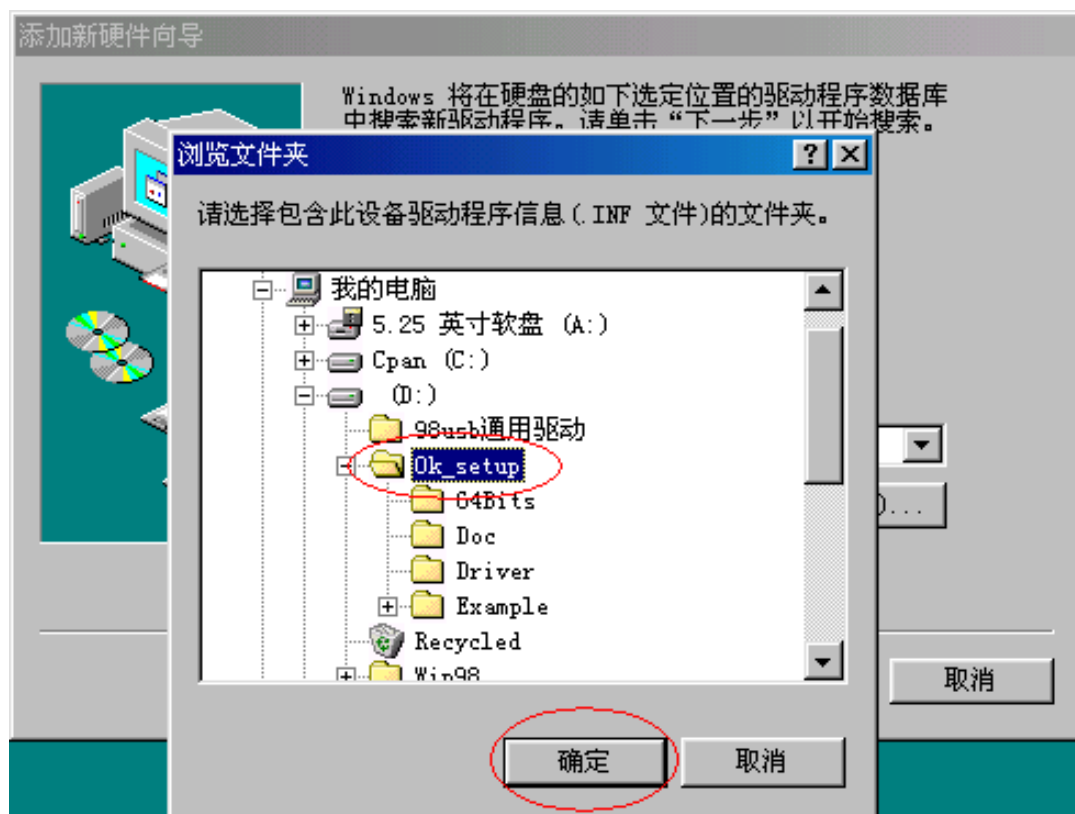 添加新硬件向导
Windows 将在硬盘的如下选定位置的驱动程序数据库
中搜索新驱动程序。请单击“下一步”以开始搜索。
浏览文件夹
请选择包含此设备驱动程序信息(.INF 文件)的文件夹。
我的电脑
5.25 英寸软盘 (A:)
Cpan (C:)
(D:)
98usb通用驱动
Ok_setup
64Bits
Doc
Driver
)...
Example
Recycled
Win98
取消
确定
取消